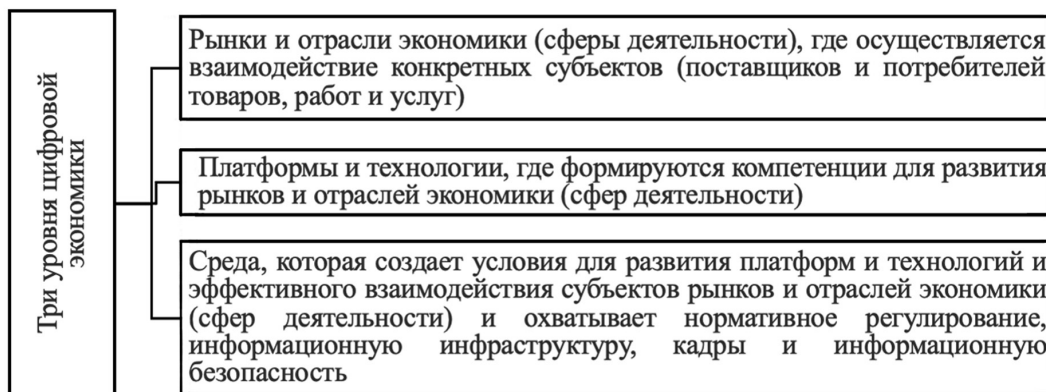 Три уровня цифровой
экономики
Рынки и отрасли экономики (сферы деятельности), где осуществляется
взаимодействие конкретных субъектов (поставщиков и потребителей
товаров, работ и услуг)
Платформы и технологии, где формируются компетенции для развития
рынков и отраслей экономики (сфер деятельности)
Среда, которая создает условия для развития платформ и технологий и
эффективного взаимодействия субъектов рынков и отраслей экономики
(сфер деятельности) и охватывает нормативное регулирование,
информационную инфраструктуру, кадры и информационную
безопасность